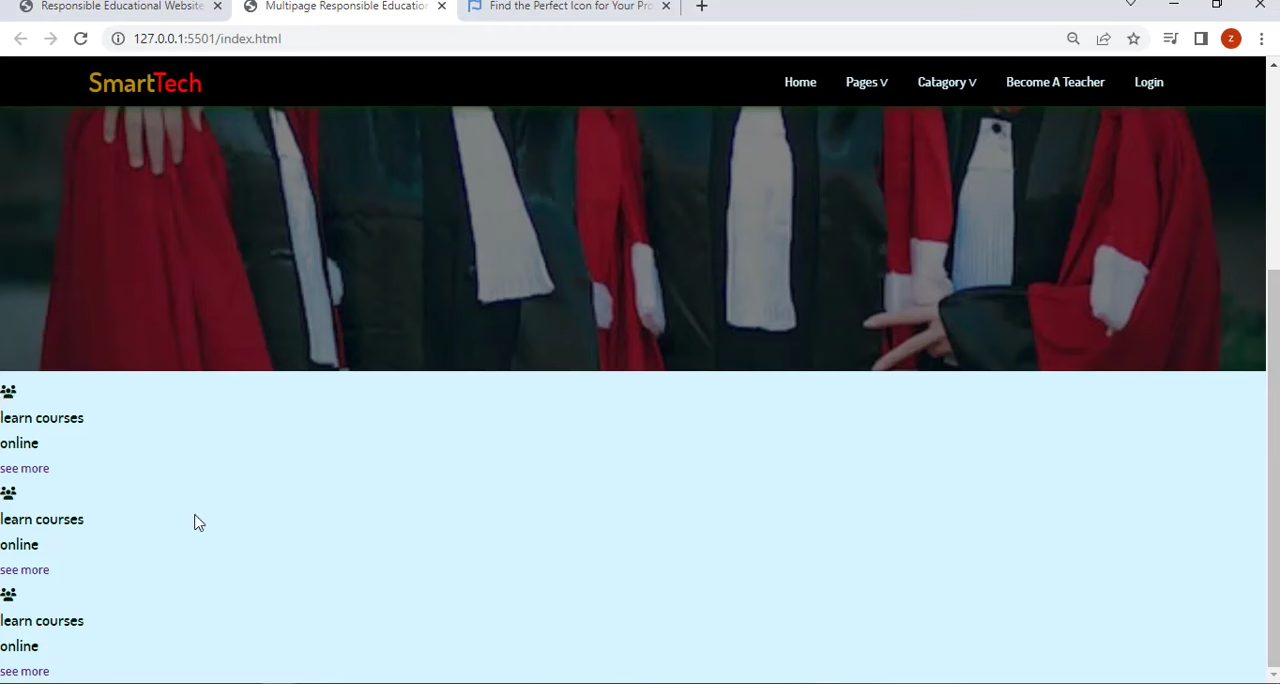 Responsible Educational Website
Multipage Responsible Education
Find the Perfect Icon for Your Pro
127.0.0.1:5501/index.html
z
SmartTech
Home Pages V Catagory V Become A Teacher Login
learn courses
online
see more
learn courses
online
see more
learn courses
online
see more